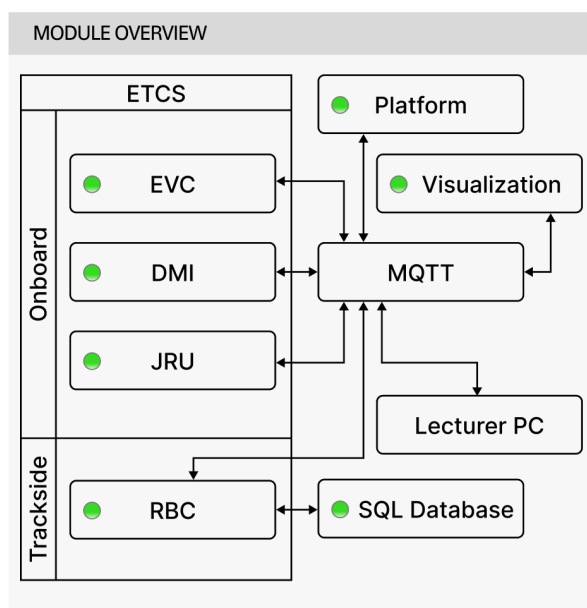 MODULE OVERVIEW
ETCS
Platform
Onboard
EVC
Visualization
DMI
MQTT
JRU
Lecturer PC
Trackside
RBC
SQL Database